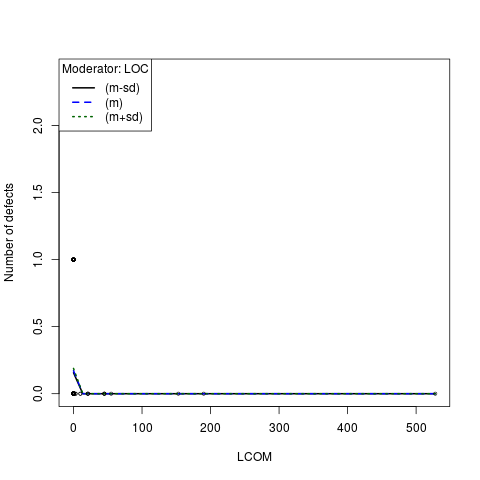 Moderator: LOC
(m-sd)
(m)
(m+sd)
Number of defects
2.0
1.5
1.0
0.5
0.0
0 100 200 300 400 500
LCOM